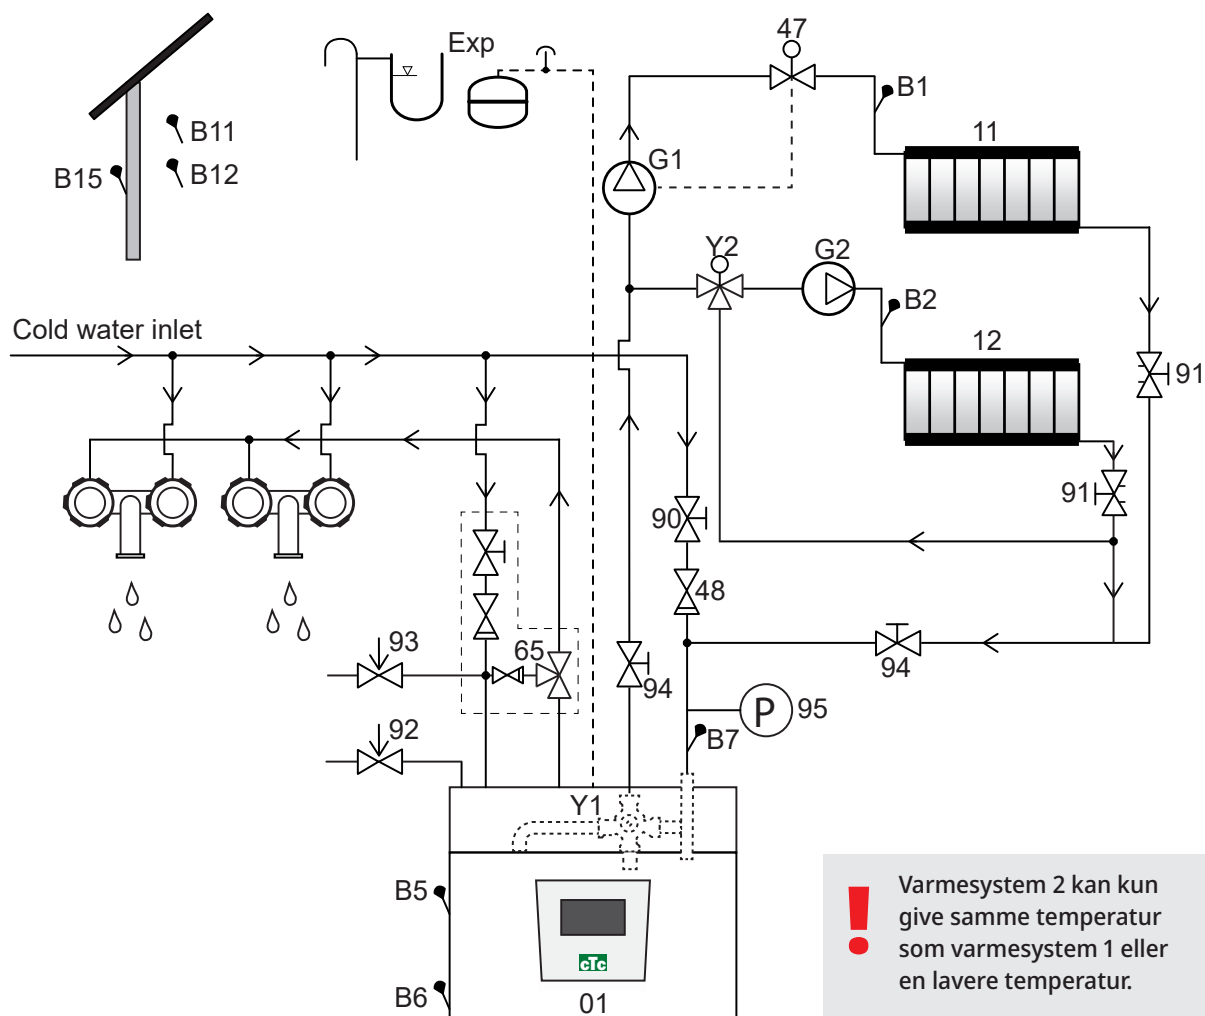 47
Exp
B1
B11
11
G1
B12
B15
Y2
G2
B2
Cold water inlet
12
91
91
90
48
93
65
94
94
P
95
92
B7
Y1
B5
Varmesystem 2 kan kun
give samme temperatur
som varmesystem 1 eller
en lavere temperatur.
!
cTc
B6
01